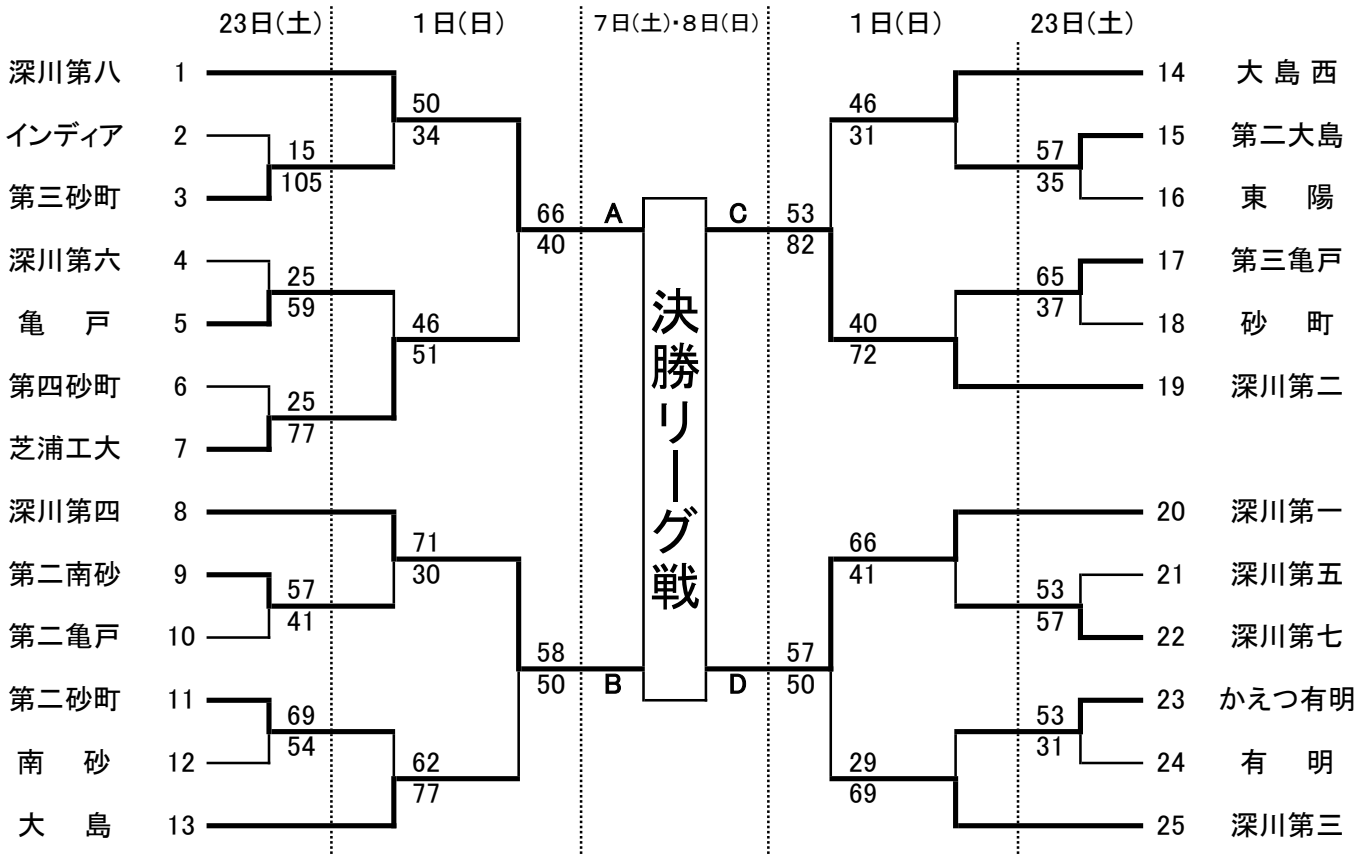 23日(土) 1日(日) 7日(土)・8日(日) 1日(日) 23日(土)
深川第八 1 14 大島西
50 46
インディア 2 34 31 15 第二大島
15 57
105 35
第三砂町 3 16 東 陽
66 A C 53
40 82
深川第六 4 17 第三亀戸
25 65
59 37
亀 戸 5 18 砂 町
46 40
51 72
第四砂町 6 19 深川第二
25
77
芝浦工大 7
決勝リーグ戦
深川第四 8 20 深川第一
71 66
30 41
第二南砂 9 21 深川第五
57 53
41 57
第二亀戸 10 22 深川第七
58 57
50 B D 50
第二砂町 11 23 かえつ有明
69 53
54 31
南 砂 12 24 有 明
62 29
77 69
大 島 13 25 深川第三